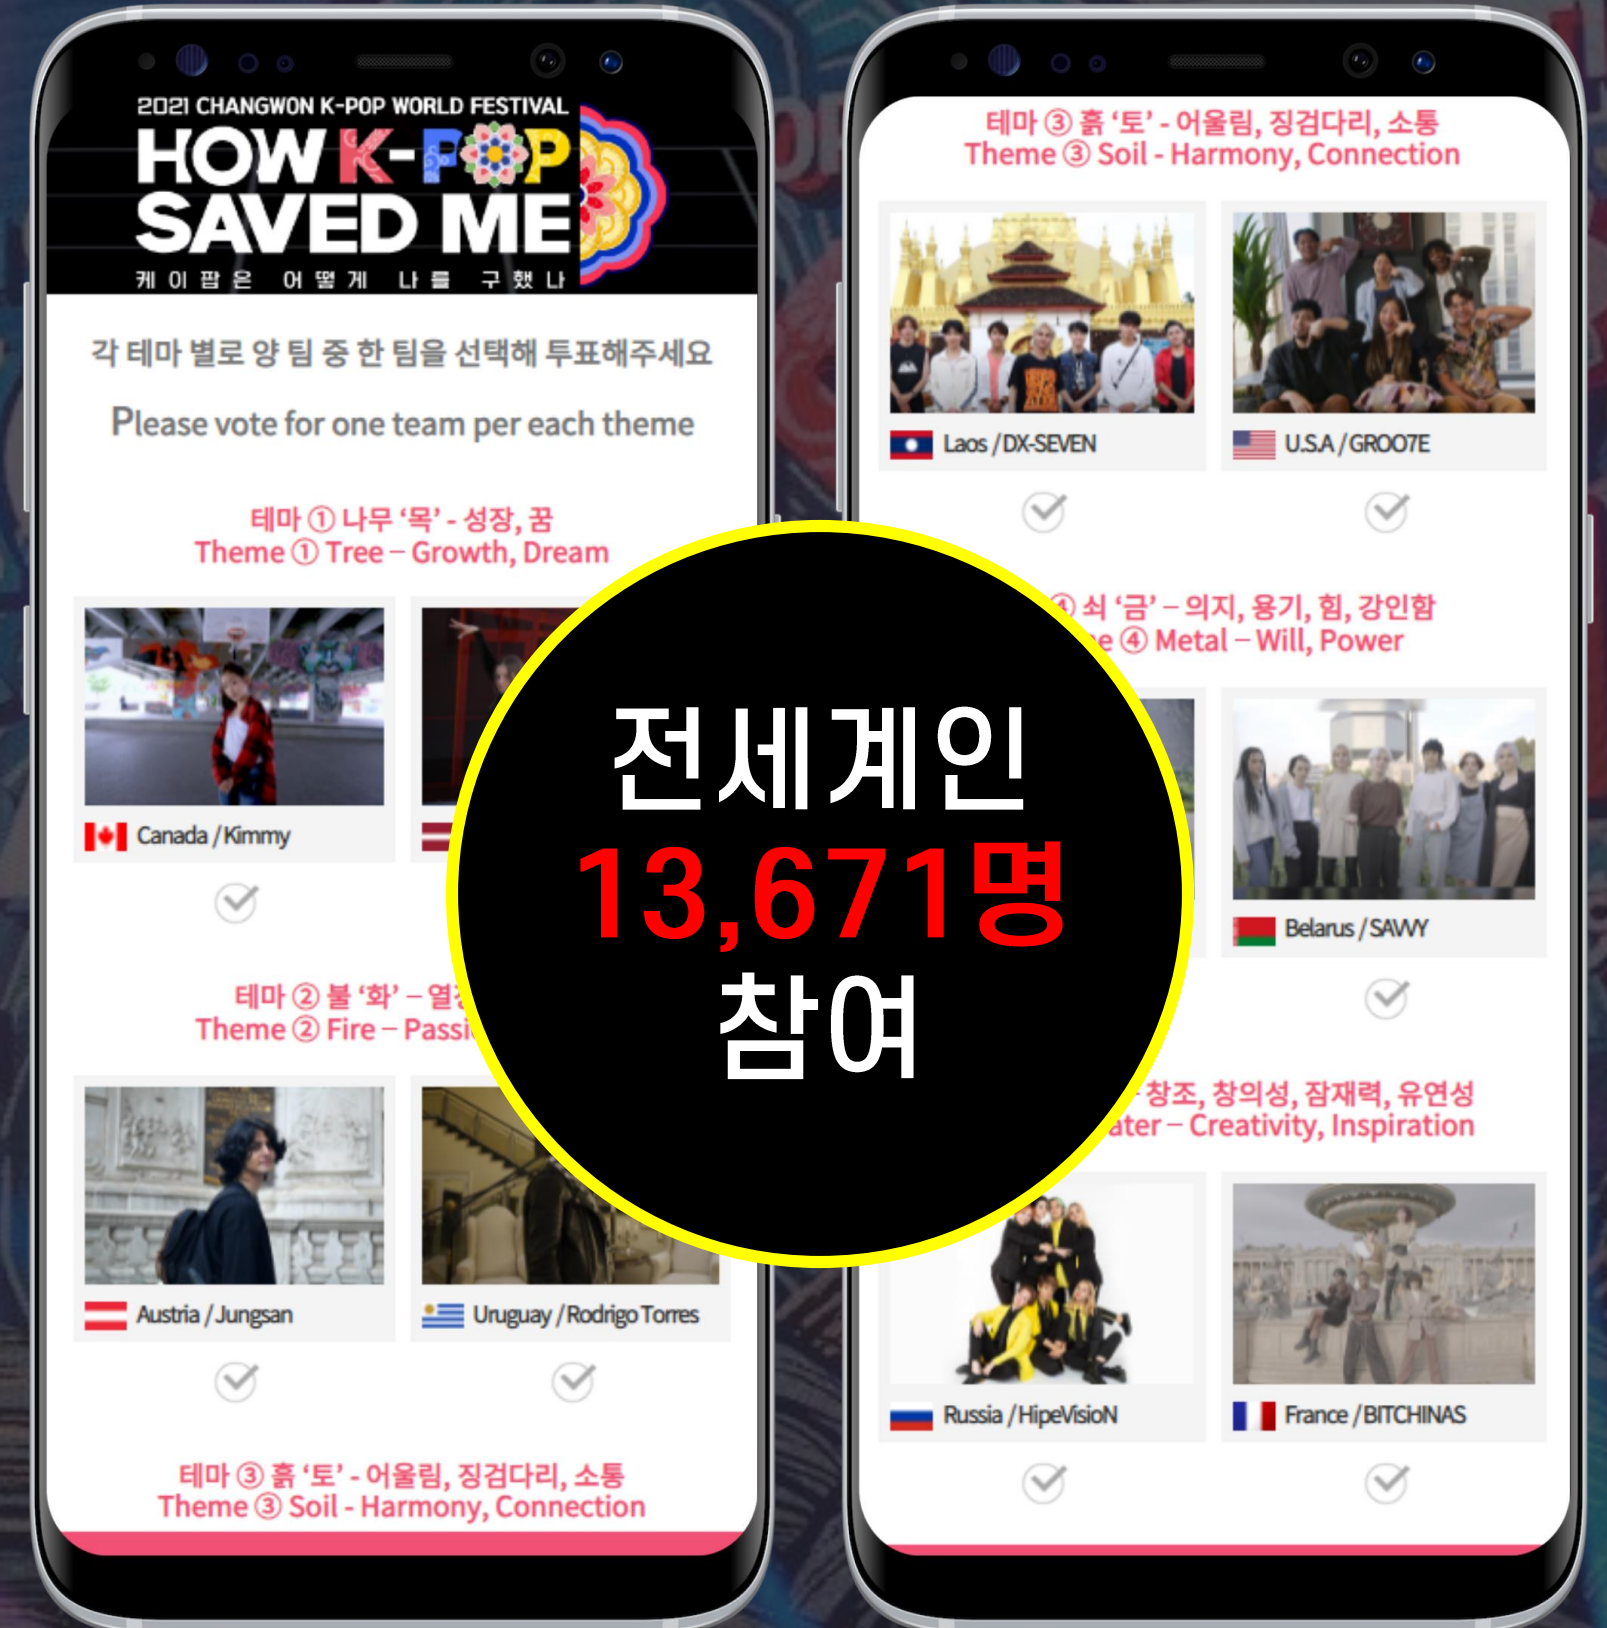 2021 CHANGWON K-POP WORLD FESTIVAL
HOW K-POP
SAVED ME
케이팝은 어떻게 나를 구했나
각 테마 별로 양 팀 중 한 팀을 선택해 투표해주세요
Please vote for one team per each theme
테마 ① 나무 ‘목’ - 성장, 꿈
Theme ① Tree – Growth, Dream
Canada / Kimmy
테마 ② 불 ‘화’ –
Theme ② Fire –
Austria / Jungsan
Uruguay / Rodrigo Torres
테마 ③ 흙 ‘토’ - 어울림, 징검다리, 소통
Theme ③ Soil - Harmony, Connection
전세계인
13,671명
참여
테마 ③ 흙 ‘토’ - 어울림, 징검다리, 소통
Theme ③ Soil - Harmony, Connection
Laos / DX-SEVEN
U.S.A / GROO7E
④ 쇠 ‘금’ – 의지, 용기, 힘, 강인함
④ Metal – Will, Power
Belarus / SAVVY
창조, 창의성, 잠재력, 유연성
– Creativity, Inspiration
Russia / HipeVisioN
France / BITCHINAS